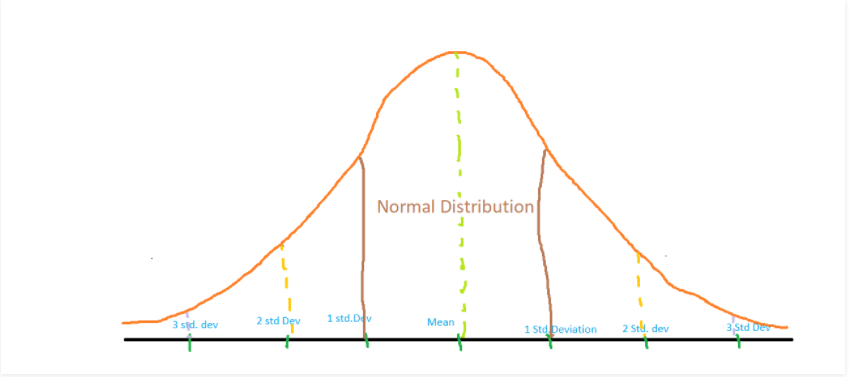 Normal Distribution
3 std. dev
2 std Dev
1 std.Dev
Mean
1 Std.Deviation
2 Std. dev
3 Std Dev